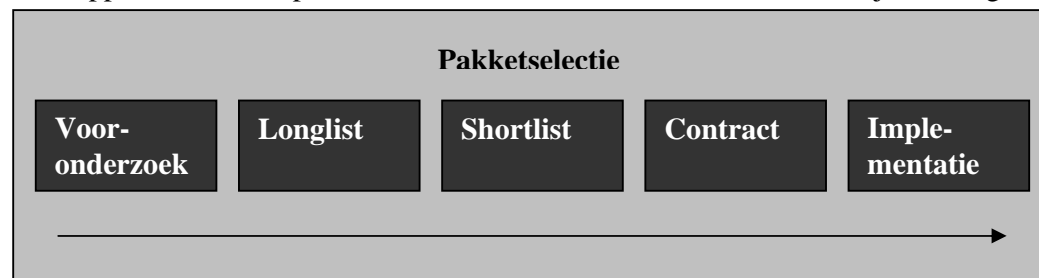 Pakketselectie
Voor-
onderzoek
Longlist
Shortlist
Contract
Imple-
mentatie